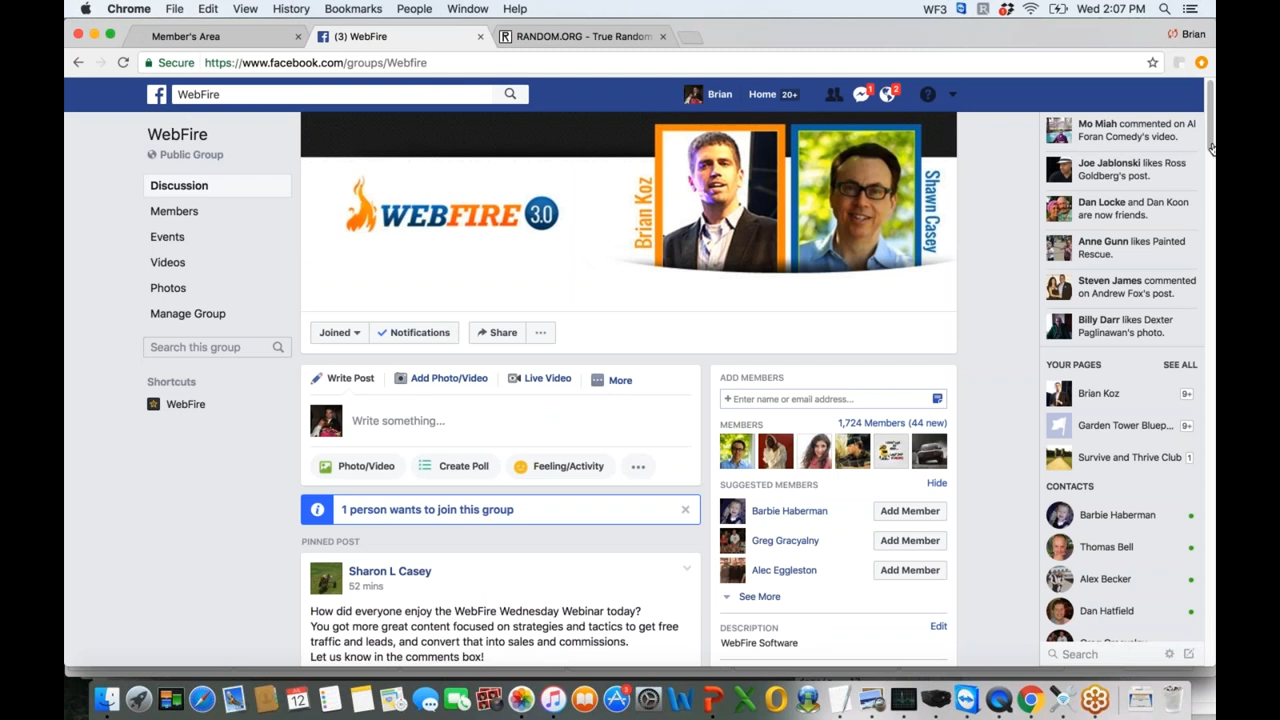 Chrome File Edit View History Bookmarks People Window Help WF3 Wed 2:07 PM
Member's Area (3) WebFire RANDOM.ORG - True Random Brian
Secure https://www.facebook.com/groups/Webfire
WebFire Brian Home 20+ 1 2
WebFire
Public Group
Discussion
Members
Events
Videos
Photos
Manage Group
Search this group
Shortcuts
WebFire
WEBFIRE 3.0
Brian Koz
Shawn Casey
Joined Notifications Share
Write Post Add Photo/Video Live Video More
Write something...
Photo/Video Create Poll Feeling/Activity
1 person wants to join this group
PINNED POST
Sharon L Casey
52 mins
How did everyone enjoy the WebFire Wednesday Webinar today?
You got more great content focused on strategies and tactics to get free
traffic and leads, and convert that into sales and commissions.
Let us know in the comments box!
ADD MEMBERS
+ Enter name or email address...
MEMBERS 1,724 Members (44 new)
SUGGESTED MEMBERS Hide
Barbie Haberman Add Member
Greg Gracyalny Add Member
Alec Eggleston Add Member
See More
DESCRIPTION Edit
WebFire Software
Mo Miah commented on Al
Foran Comedy's video.
Joe Jablonski likes Ross
Goldberg's post.
Dan Locke and Dan Koon
are now friends.
Anne Gunn likes Painted
Rescue.
Steven James commented
on Andrew Fox's post.
Billy Darr likes Dexter
Paglinawan's photo.
YOUR PAGES SEE ALL
Brian Koz 9+
Garden Tower Bluep... 9+
Survive and Thrive Club 1
CONTACTS
Barbie Haberman
Thomas Bell
Alex Becker
Dan Hatfield
Search
12